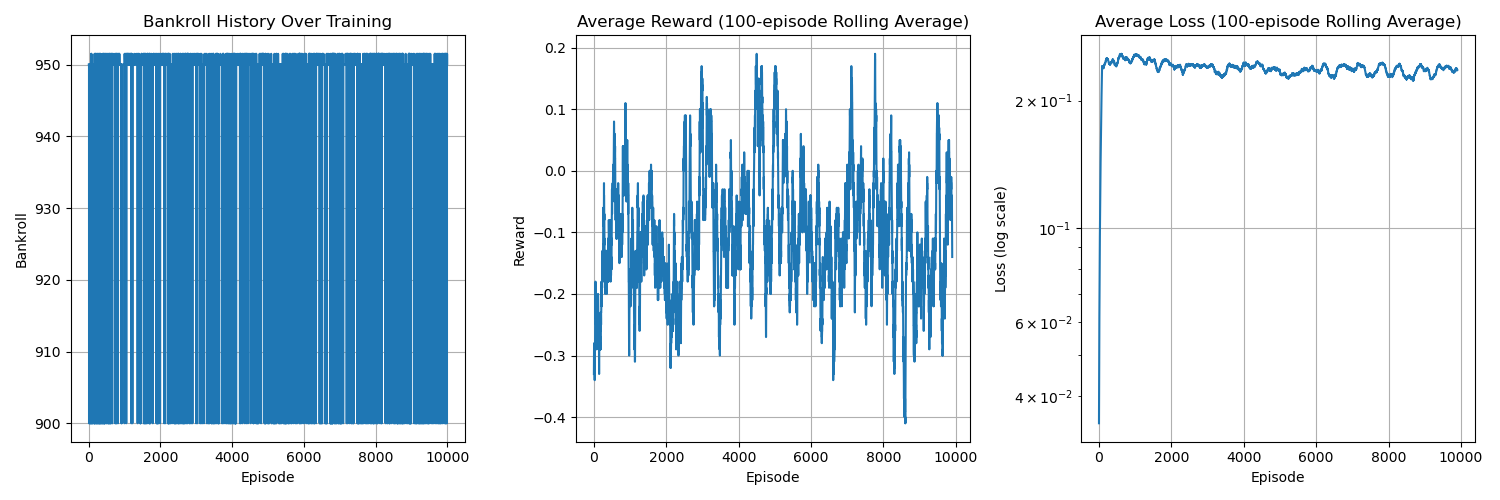 Bankroll History Over Training
950
940
930
920
910
900
Bankroll
0 2000 4000 6000 8000 10000
Episode
Average Reward (100-episode Rolling Average)
0.2
0.1
0.0
−0.1
−0.2
−0.3
−0.4
Reward
0 2000 4000 6000 8000 10000
Episode
Average Loss (100-episode Rolling Average)
2 × 10⁻¹
10⁻¹
6 × 10⁻²
4 × 10⁻²
Loss (log scale)
0 2000 4000 6000 8000 10000
Episode